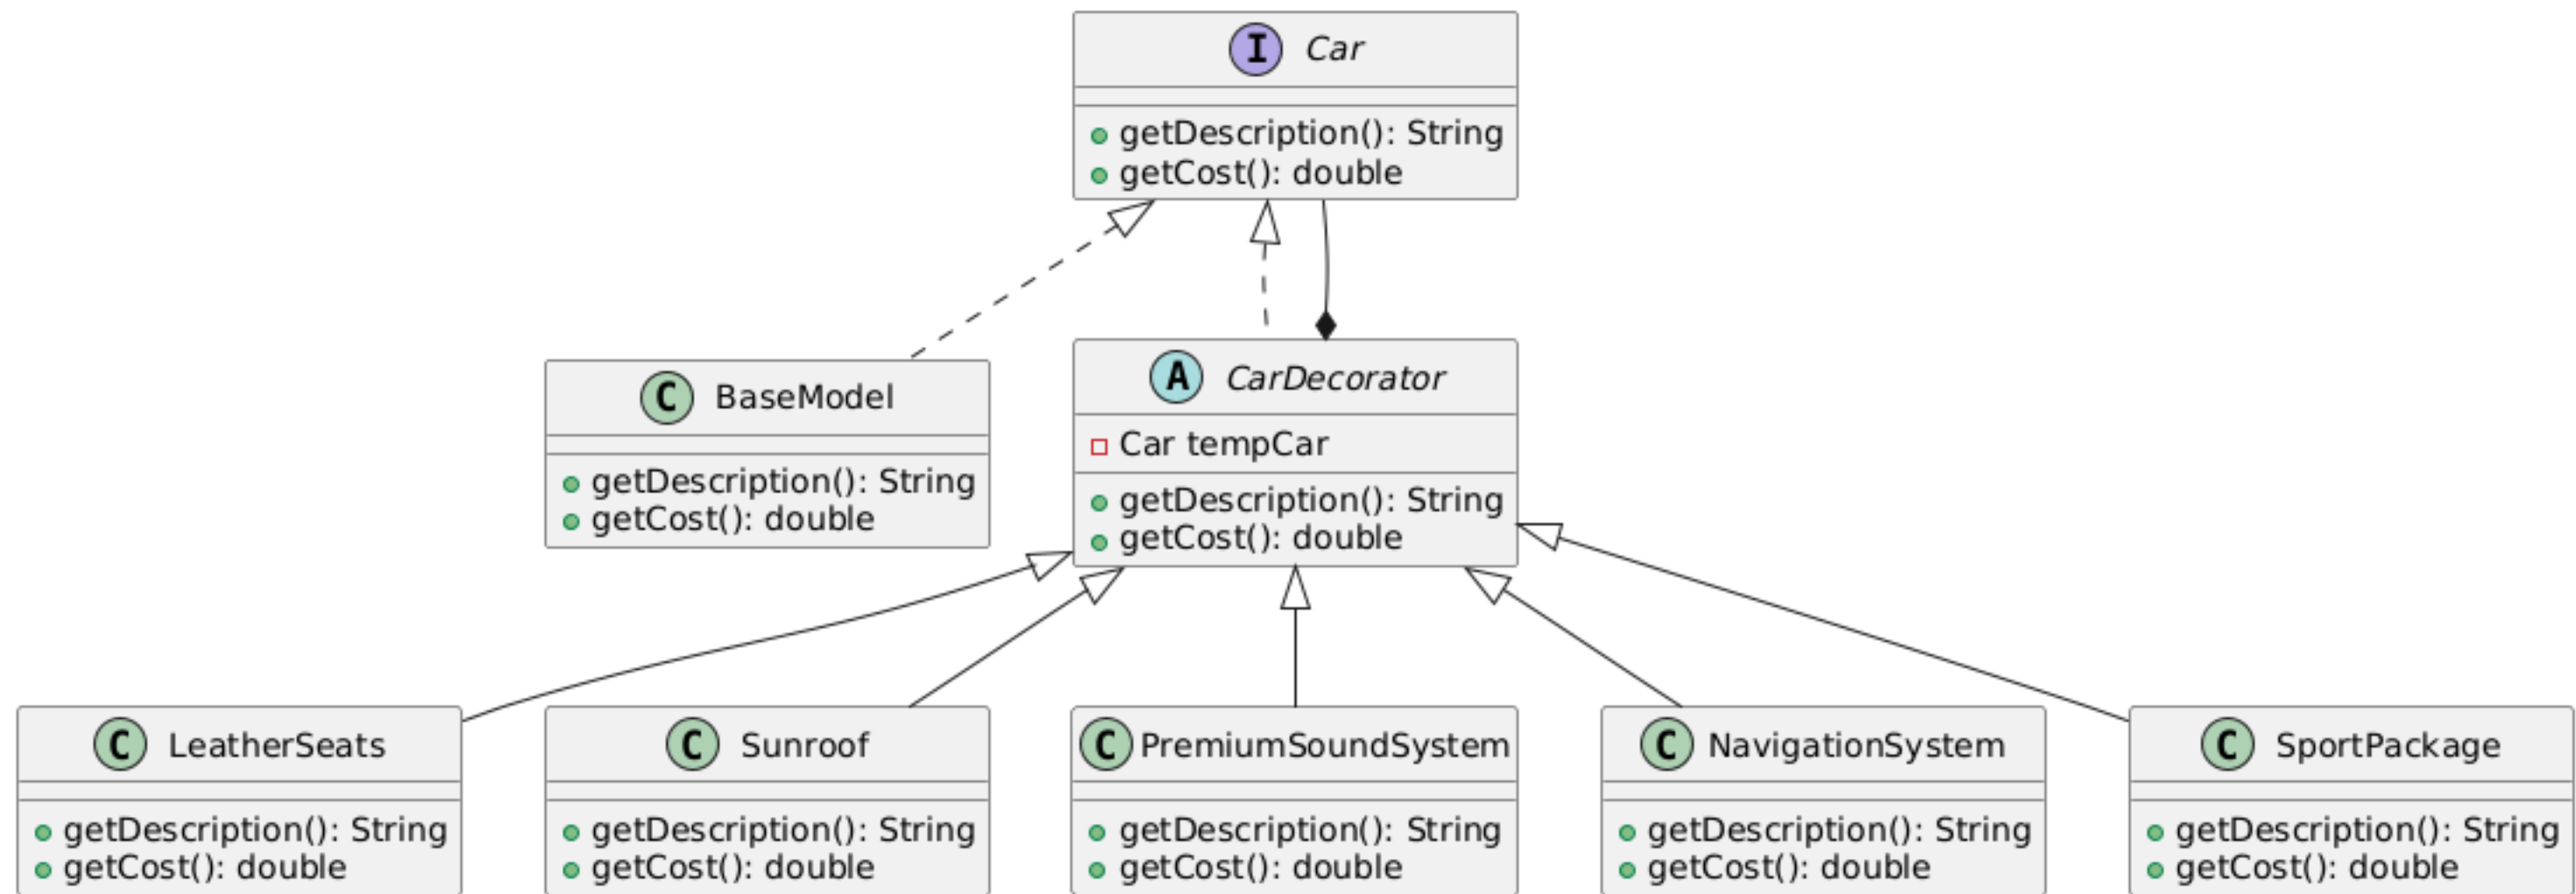 I Car
getDescription(): String
getCost(): double
C BaseModel
getDescription(): String
getCost(): double
A CarDecorator
Car tempCar
getDescription(): String
getCost(): double
C LeatherSeats
getDescription(): String
getCost(): double
C Sunroof
getDescription(): String
getCost(): double
C PremiumSoundSystem
getDescription(): String
getCost(): double
C NavigationSystem
getDescription(): String
getCost(): double
C SportPackage
getDescription(): String
getCost(): double